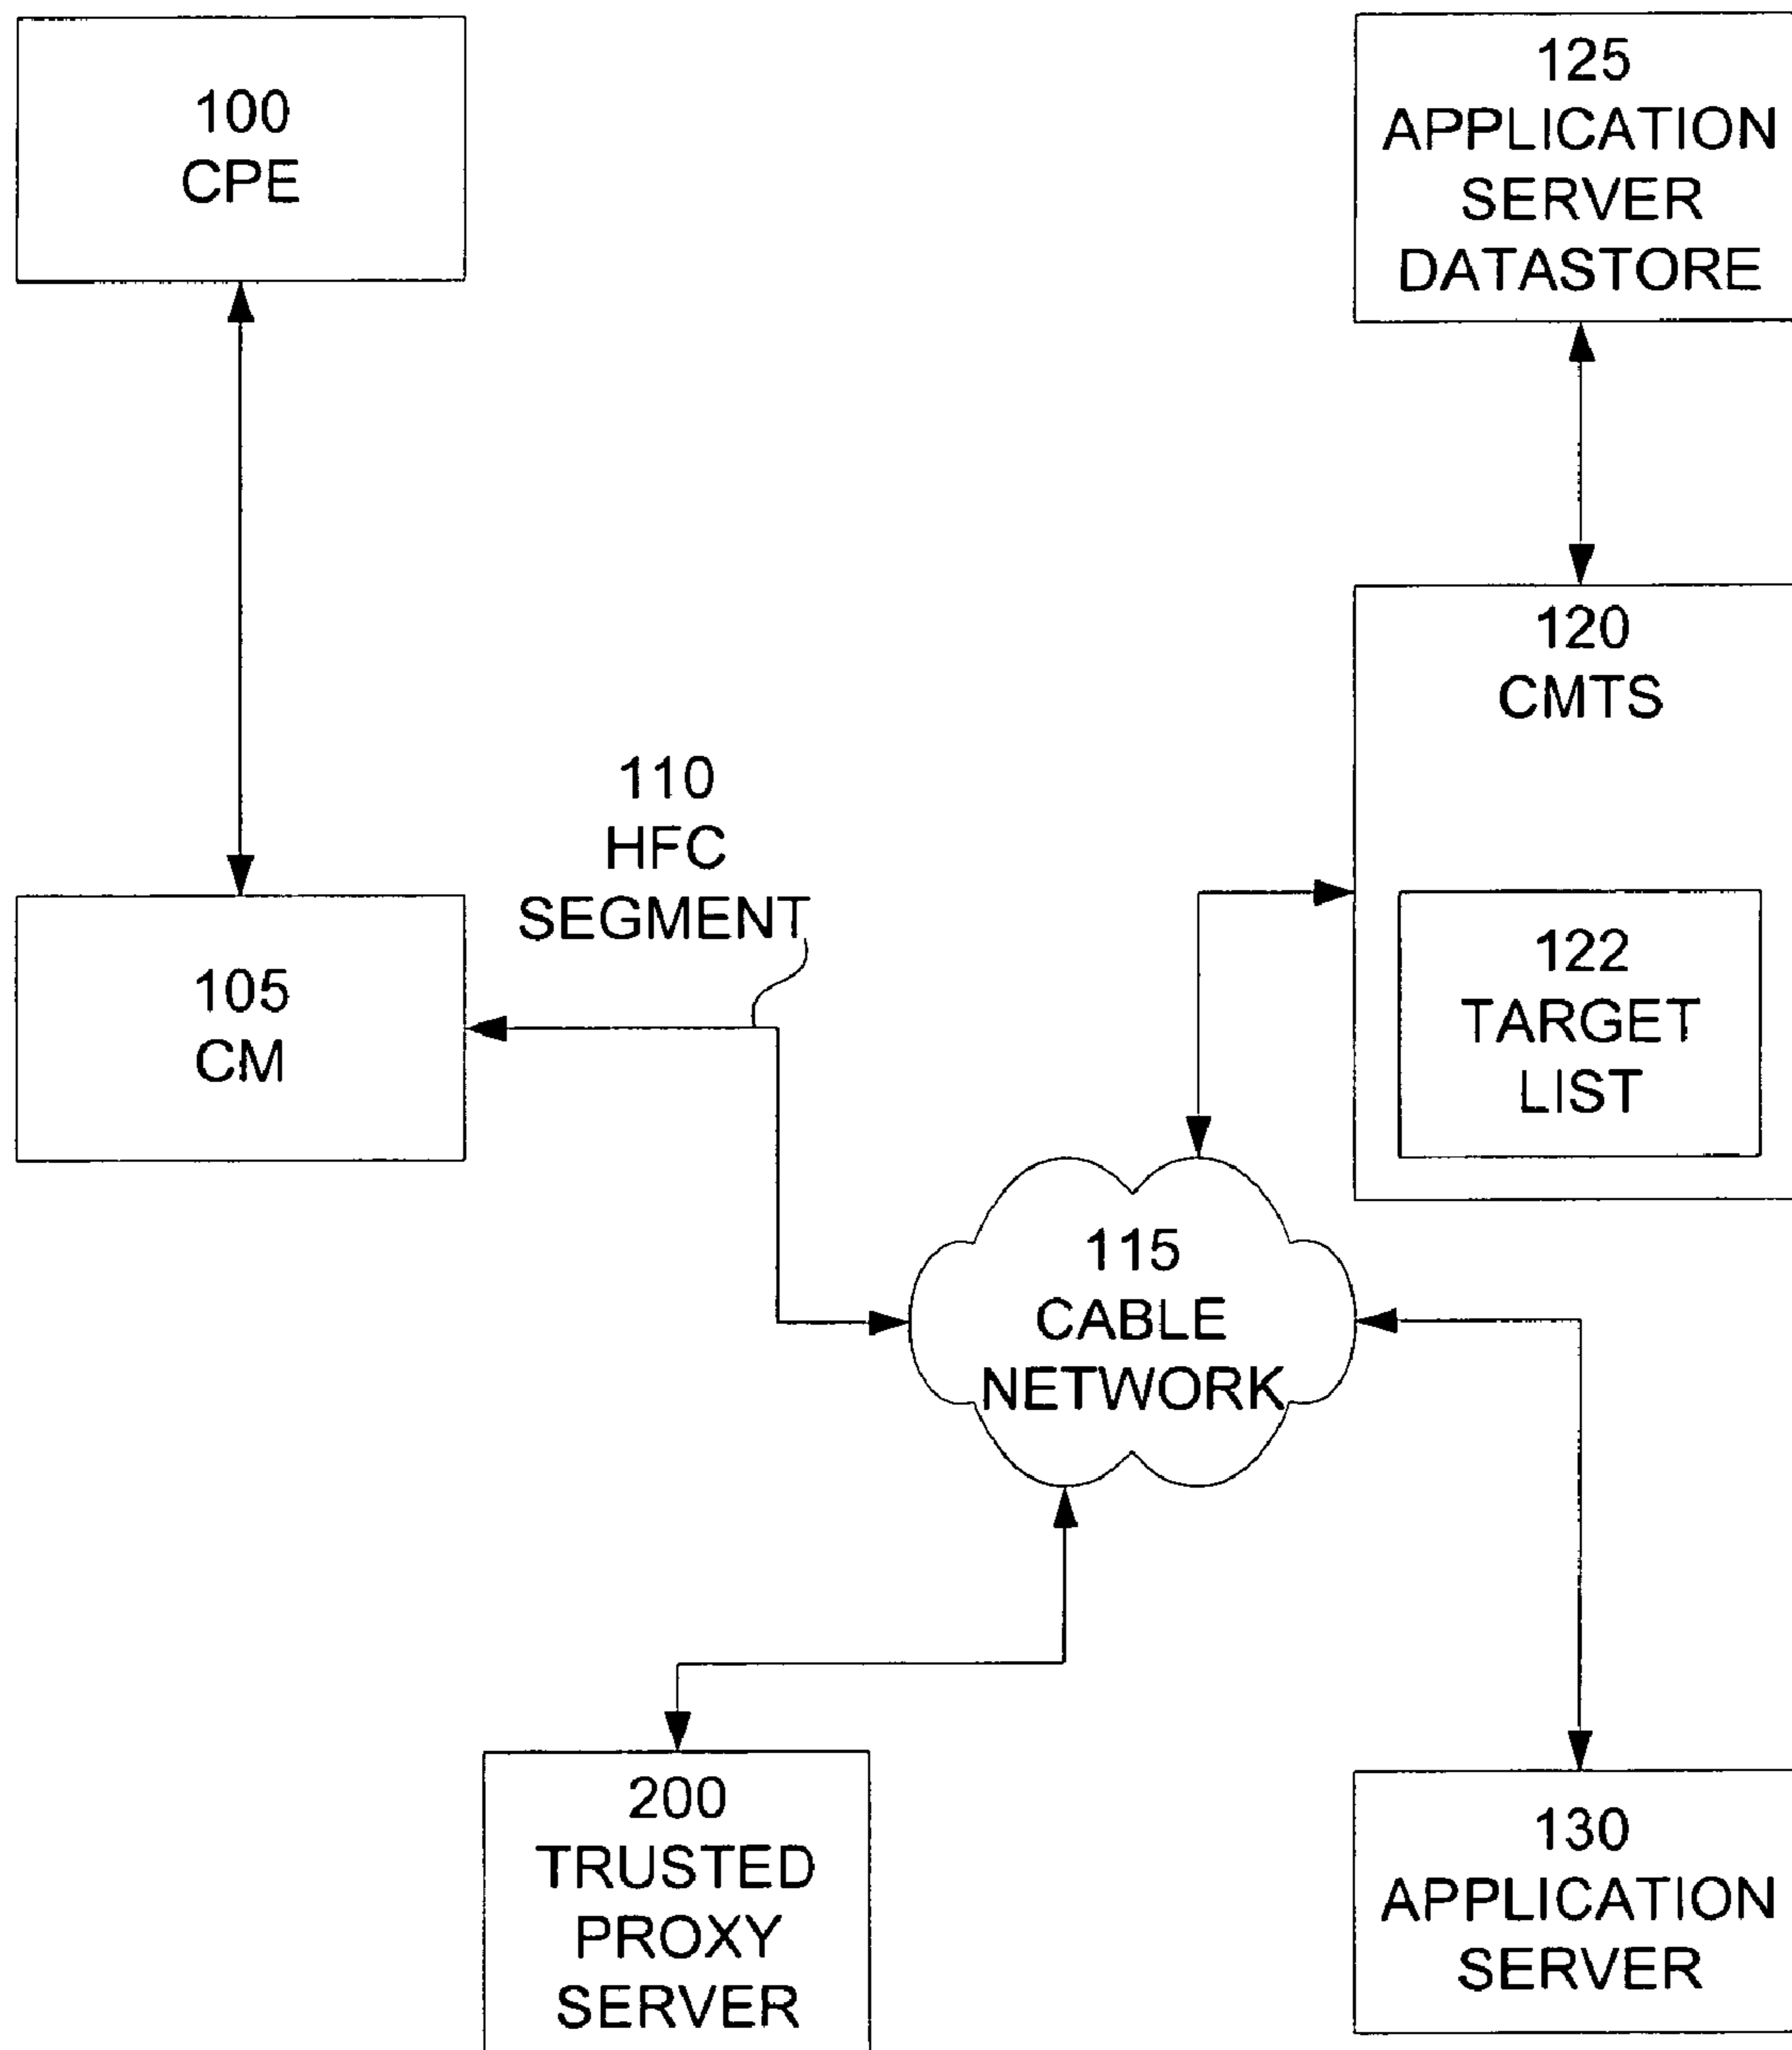 100
CPE
125
APPLICATION
SERVER
DATASTORE
120
CMTS
110
HFC
SEGMENT
122
TARGET
LIST
105
CM
115
CABLE
NETWORK
200
TRUSTED
PROXY
SERVER
130
APPLICATION
SERVER